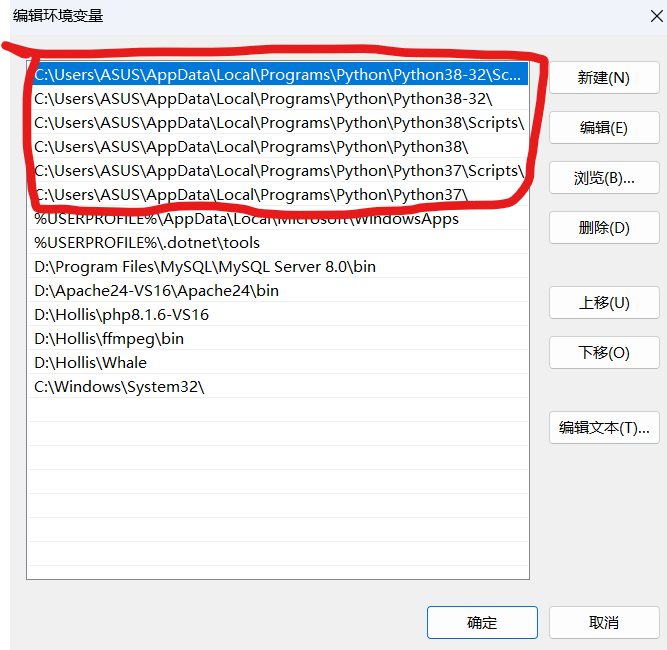 编辑环境变量
C:\Users\ASUS\AppData\Local\Programs\Python\Python38-32\Sc...
C:\Users\ASUS\AppData\Local\Programs\Python\Python38-32\
C:\Users\ASUS\AppData\Local\Programs\Python\Python38\Scripts\
C:\Users\ASUS\AppData\Local\Programs\Python\Python38\
C:\Users\ASUS\AppData\Local\Programs\Python\Python37\Scripts\
C:\Users\ASUS\AppData\Local\Programs\Python\Python37\
%USERPROFILE%\AppData\Local\Microsoft\WindowsApps
%USERPROFILE%\.dotnet\tools
D:\Program Files\MySQL\MySQL Server 8.0\bin
D:\Apache24-VS16\Apache24\bin
D:\Hollis\php8.1.6-VS16
D:\Hollis\ffmpeg\bin
D:\Hollis\Whale
C:\Windows\System32\
新建(N)
编辑(E)
浏览(B)...
删除(D)
上移(U)
下移(O)
编辑文本(T)...
确定
取消